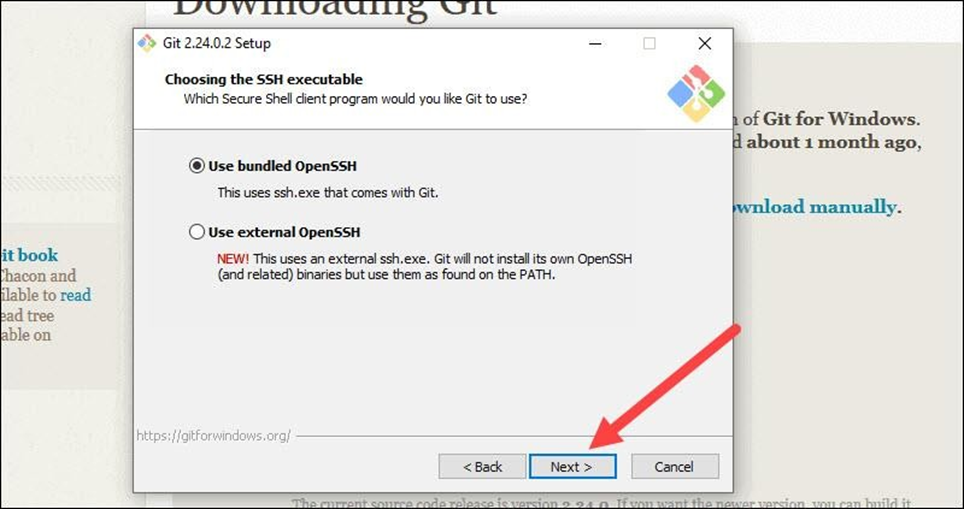 Downloading Git
Git 2.24.0.2 Setup
Choosing the SSH executable
Which Secure Shell client program would you like Git to use?
Use bundled OpenSSH
This uses ssh.exe that comes with Git.
Use external OpenSSH
NEW! This uses an external ssh.exe. Git will not install its own OpenSSH
(and related) binaries but use them as found on the PATH.
https://gitforwindows.org/
< Back
Next >
Cancel
of Git for Windows.
about 1 month ago,
manually.
book
Chacon and
to read
tree
on
The current source code release is version 2.24.0. If you want the newer version, you can build it